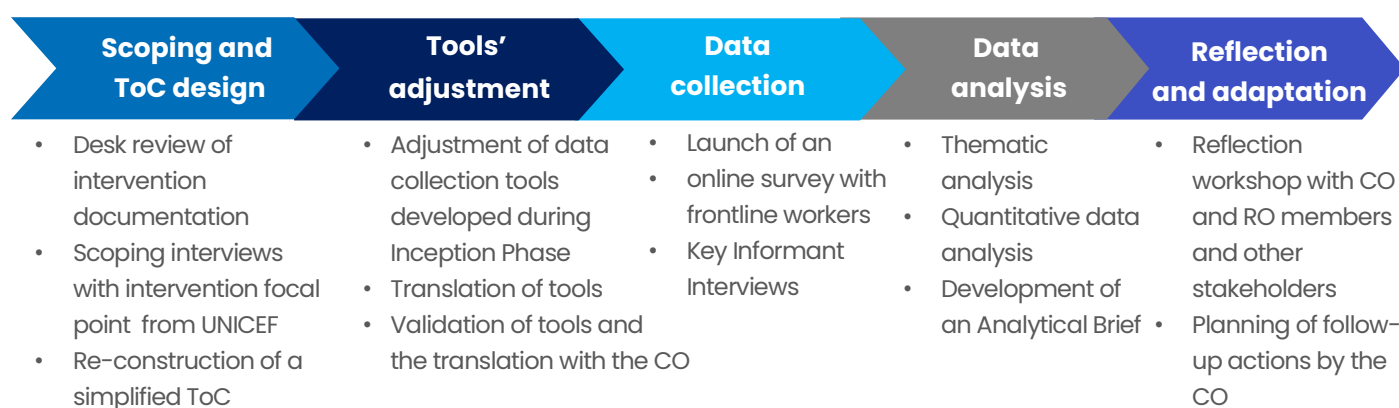 Scoping and
ToC design
Tools’
adjustment
Data
collection
Data
analysis
Reflection
and adaptation
• Desk review of
intervention
documentation
• Scoping interviews
with intervention focal
point from UNICEF
• Re-construction of a
simplified ToC
• Adjustment of data
collection tools
developed during
Inception Phase
• Translation of tools
• Validation of tools and
the translation with the CO
• Launch of an
• online survey with
frontline workers
• Key Informant
Interviews
• Thematic
analysis
• Quantitative data
analysis
• Development of
an Analytical Brief
• Reflection
workshop with CO
and RO members
and other
stakeholders
• Planning of follow-
up actions by the
CO